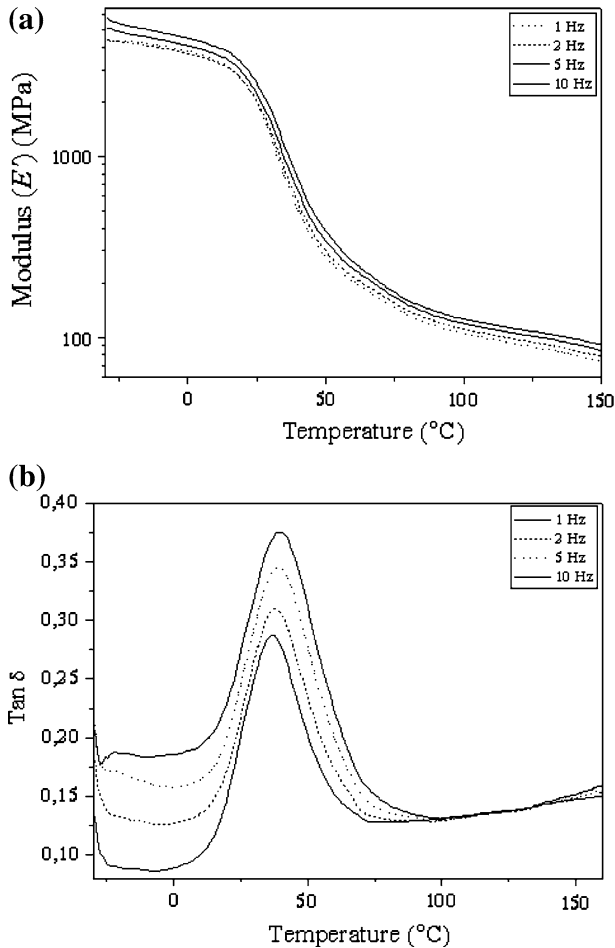 (a)
1 Hz
2 Hz
5 Hz
10 Hz
1000
100
Modulus (E') (MPa)
0
50
100
150
Temperature (°C)
(b)
0,40
0,35
0,30
0,25
0,20
0,15
0,10
1 Hz
2 Hz
5 Hz
10 Hz
Tan δ
0
50
100
150
Temperature (°C)